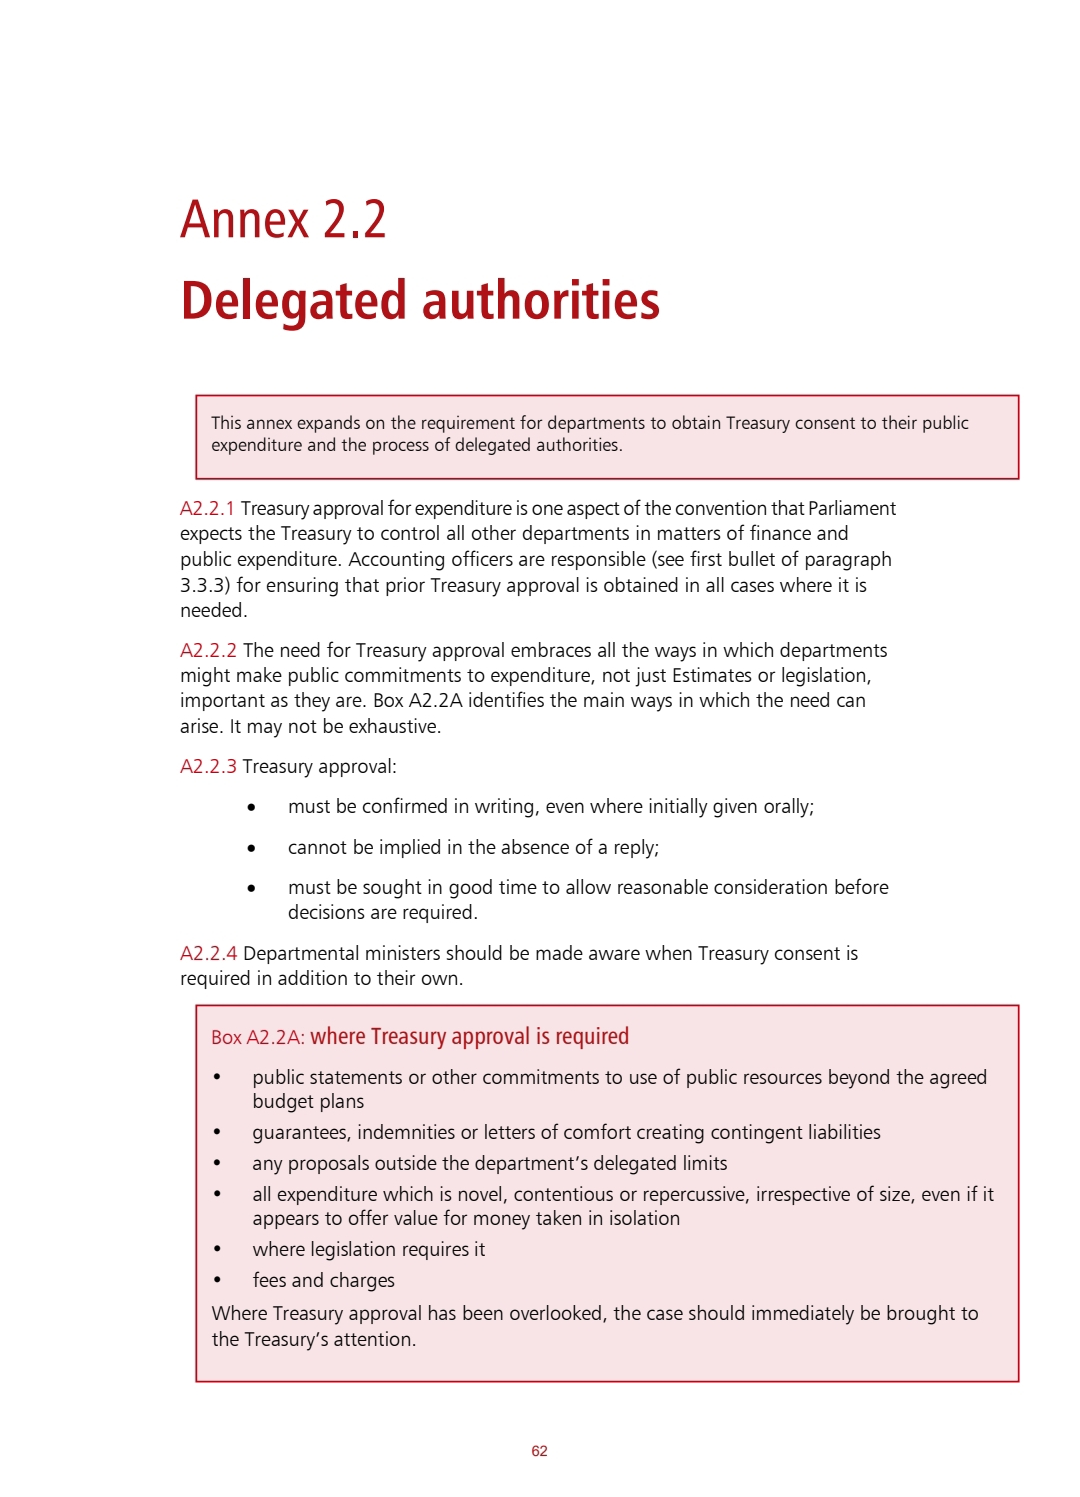 Annex 2.2
Delegated authorities
This annex expands on the requirement for departments to obtain Treasury consent to their public
expenditure and the process of delegated authorities.
A2.2.1 Treasury approval for expenditure is one aspect of the convention that Parliament
expects the Treasury to control all other departments in matters of finance and
public expenditure. Accounting officers are responsible (see first bullet of paragraph
3.3.3) for ensuring that prior Treasury approval is obtained in all cases where it is
needed.
A2.2.2 The need for Treasury approval embraces all the ways in which departments
might make public commitments to expenditure, not just Estimates or legislation,
important as they are. Box A2.2A identifies the main ways in which the need can
arise. It may not be exhaustive.
A2.2.3 Treasury approval:
• must be confirmed in writing, even where initially given orally;
• cannot be implied in the absence of a reply;
• must be sought in good time to allow reasonable consideration before
decisions are required.
A2.2.4 Departmental ministers should be made aware when Treasury consent is
required in addition to their own.
Box A2.2A: where Treasury approval is required
• public statements or other commitments to use of public resources beyond the agreed
budget plans
• guarantees, indemnities or letters of comfort creating contingent liabilities
• any proposals outside the department’s delegated limits
• all expenditure which is novel, contentious or repercussive, irrespective of size, even if it
appears to offer value for money taken in isolation
• where legislation requires it
• fees and charges
Where Treasury approval has been overlooked, the case should immediately be brought to
the Treasury’s attention.
62